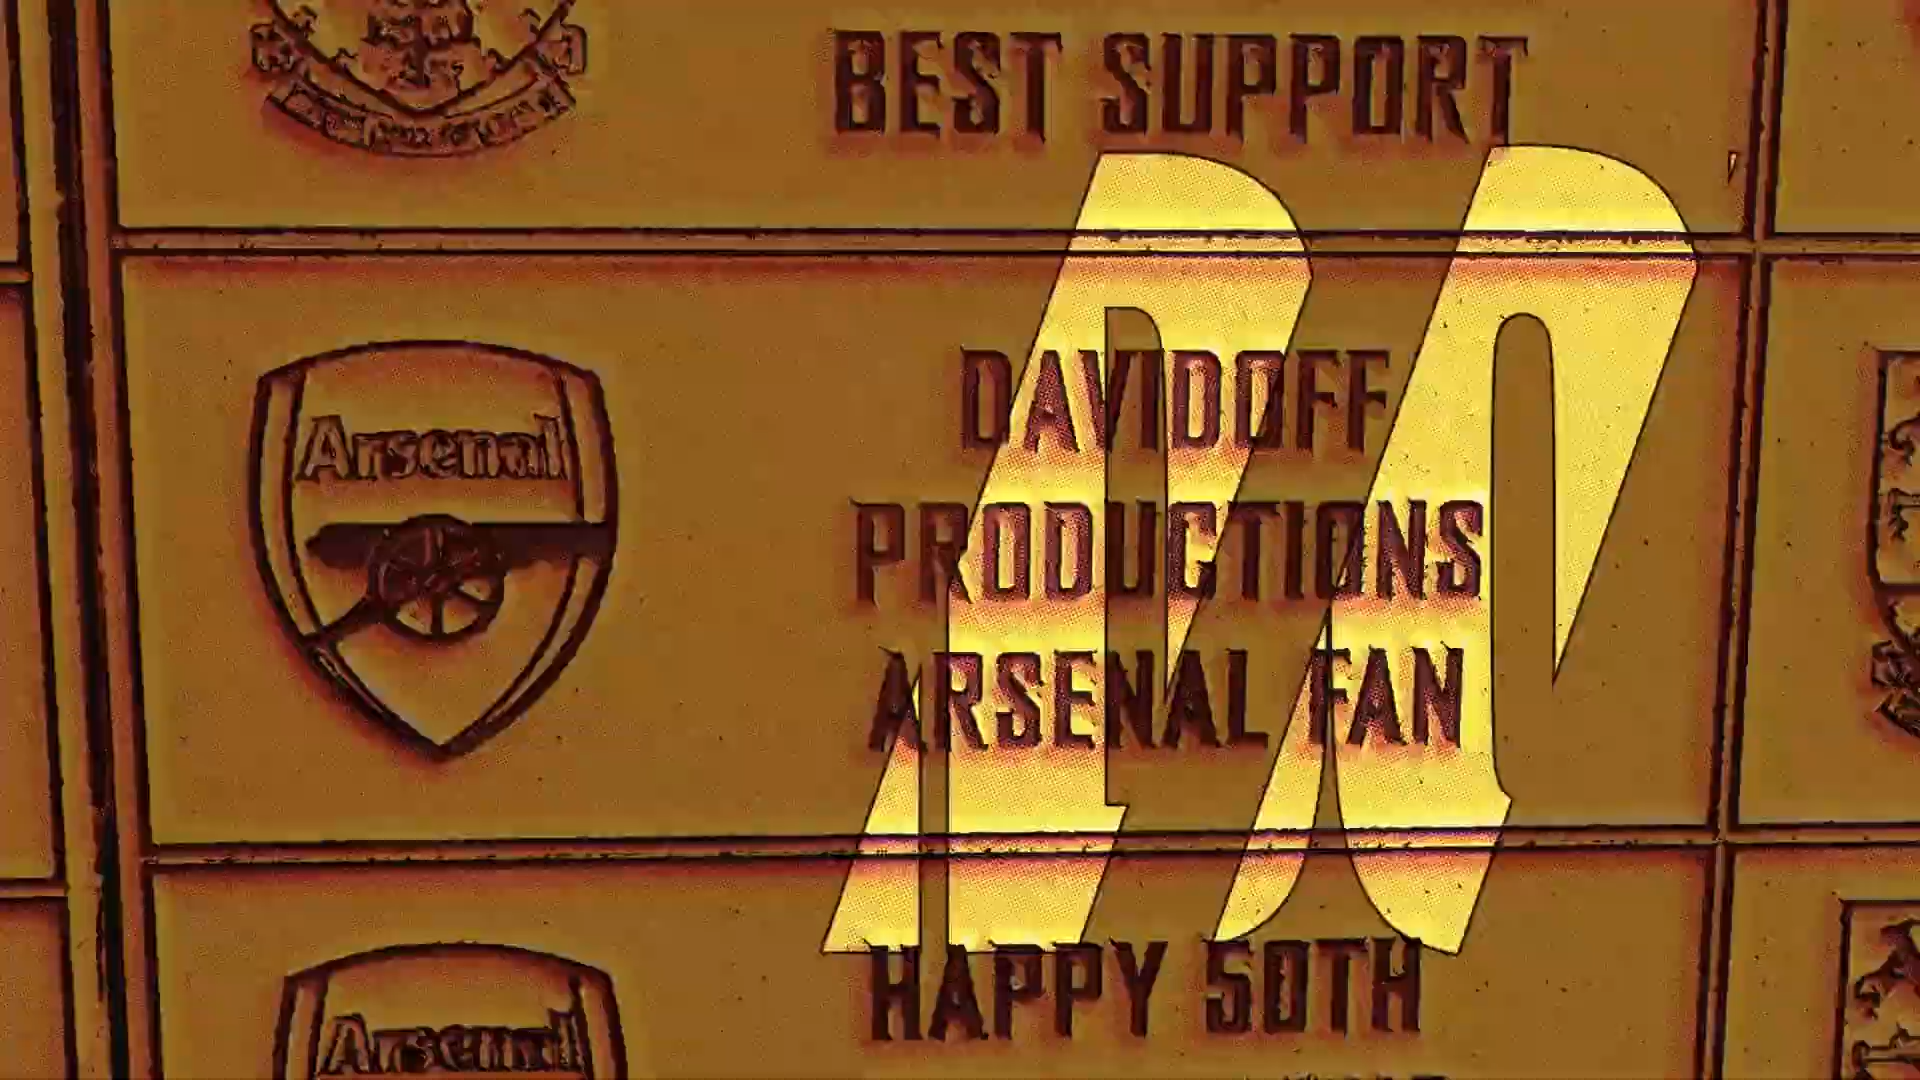 BEST SUPPORT
Arsenal
DAVIDOFF
PRODUCTIONS
ARSENAL FAN
HAPPY 50TH
Arsenal